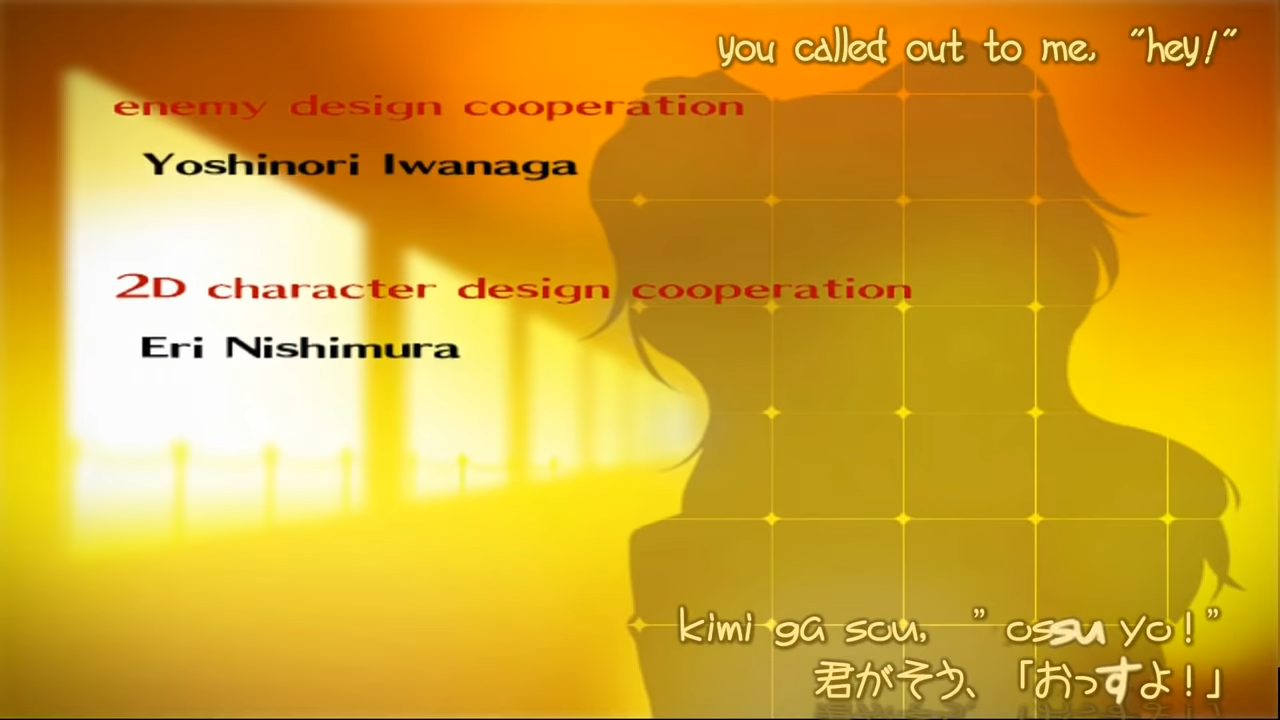 you called out to me, "hey!"
enemy design cooperation
Yoshinori Iwanaga
2D character design cooperation
Eri Nishimura
kimi ga sou, "ossu yo!"
君がそう、「おっすよ！」